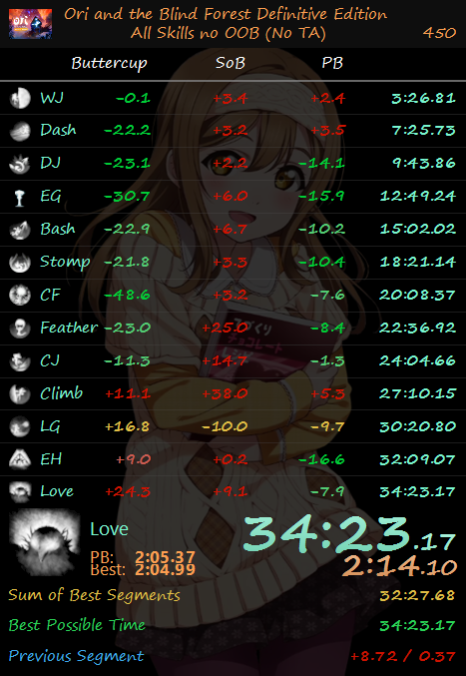 Ori and the Blind Forest Definitive Edition
All Skills no OOB (No TA) 450
Buttercup SoB PB
WJ -0.1 +3.4 +2.4 3:26.81
Dash -22.2 +3.2 +3.5 7:25.73
DJ -23.1 +2.2 -14.1 9:43.86
EG -30.7 +6.0 -15.9 12:49.24
Bash -22.9 +6.7 -10.2 15:02.02
Stomp -21.8 +3.3 -10.4 18:21.14
CF -48.6 +3.2 -7.6 20:08.37
Feather -23.0 +25.0 -8.4 22:36.92
CJ -11.3 +14.7 -1.3 24:04.66
Climb +11.1 +38.0 +5.3 27:10.15
LG +16.8 -10.0 -9.7 30:20.80
EH +9.0 +0.2 -16.6 32:09.07
Love +24.3 +9.1 -7.9 34:23.17
Love 34:23.17
PB: 2:05.37
Best: 2:04.99 2:14.10
Sum of Best Segments 32:27.68
Best Possible Time 34:23.17
Previous Segment +8.72 / 0.37